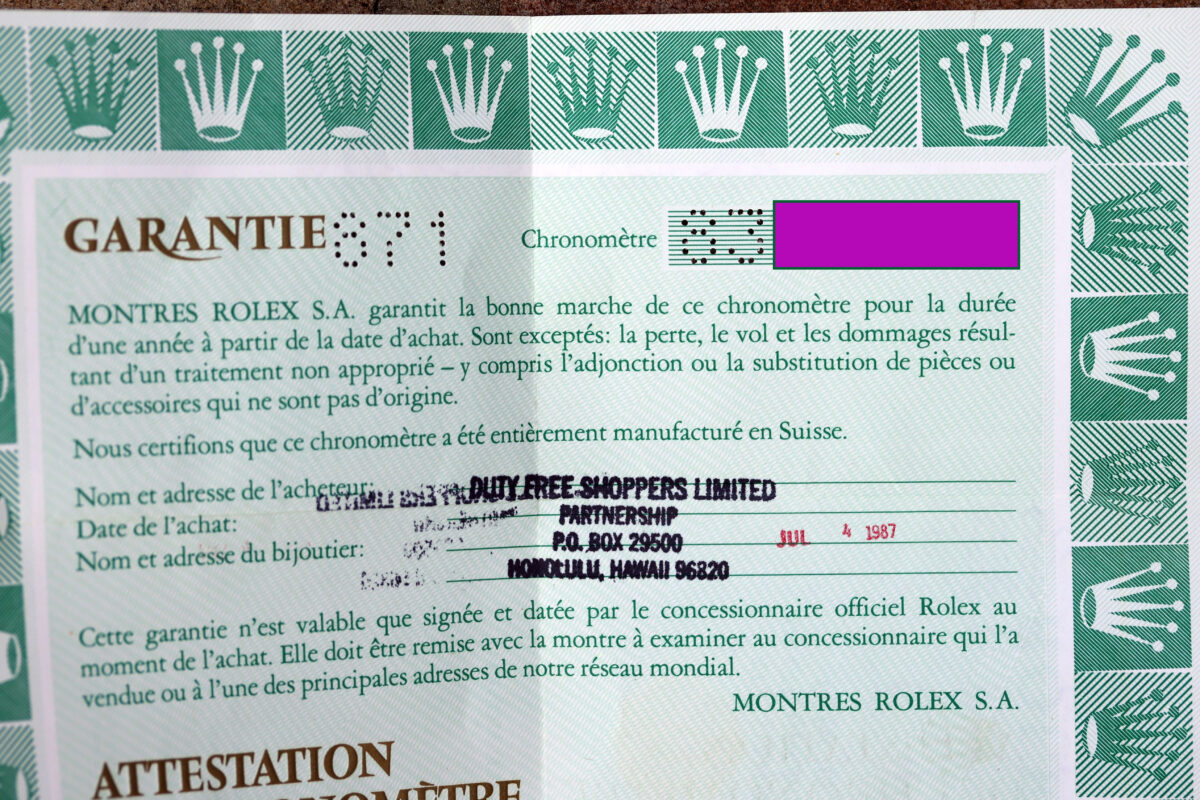 GARANTIE 871
Chronomètre
MONTRES ROLEX S.A. garantit la bonne marche de ce chronomètre pour la durée
d'une année à partir de la date d'achat. Sont exceptés: la perte, le vol et les dommages résul-
tant d'un traitement non approprié – y compris l'adjonction ou la substitution de pièces ou
d'accessoires qui ne sont pas d'origine.
Nous certifions que ce chronomètre a été entièrement manufacturé en Suisse.
Nom et adresse de l'acheteur:
DUTY FREE SHOPPERS LIMITED
Date de l'achat:
PARTNERSHIP
JUL 4 1987
Nom et adresse du bijoutier:
P.O. BOX 29500
HONOLULU, HAWAII 96820
Cette garantie n'est valable que signée et datée par le concessionnaire officiel Rolex au
moment de l'achat. Elle doit être remise avec la montre à examiner au concessionnaire qui l'a
vendue ou à l'une des principales adresses de notre réseau mondial.
MONTRES ROLEX S.A.
ATTESTATION